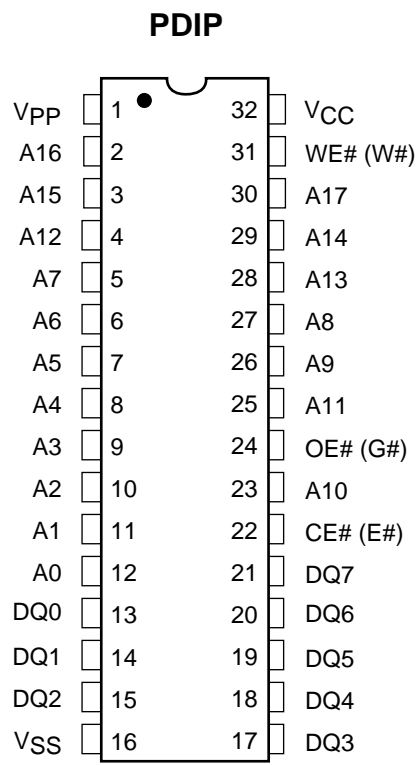 PDIP
VPP 1 32 VCC
A16 2 31 WE# (W#)
A15 3 30 A17
A12 4 29 A14
A7 5 28 A13
A6 6 27 A8
A5 7 26 A9
A4 8 25 A11
A3 9 24 OE# (G#)
A2 10 23 A10
A1 11 22 CE# (E#)
A0 12 21 DQ7
DQ0 13 20 DQ6
DQ1 14 19 DQ5
DQ2 15 18 DQ4
VSS 16 17 DQ3